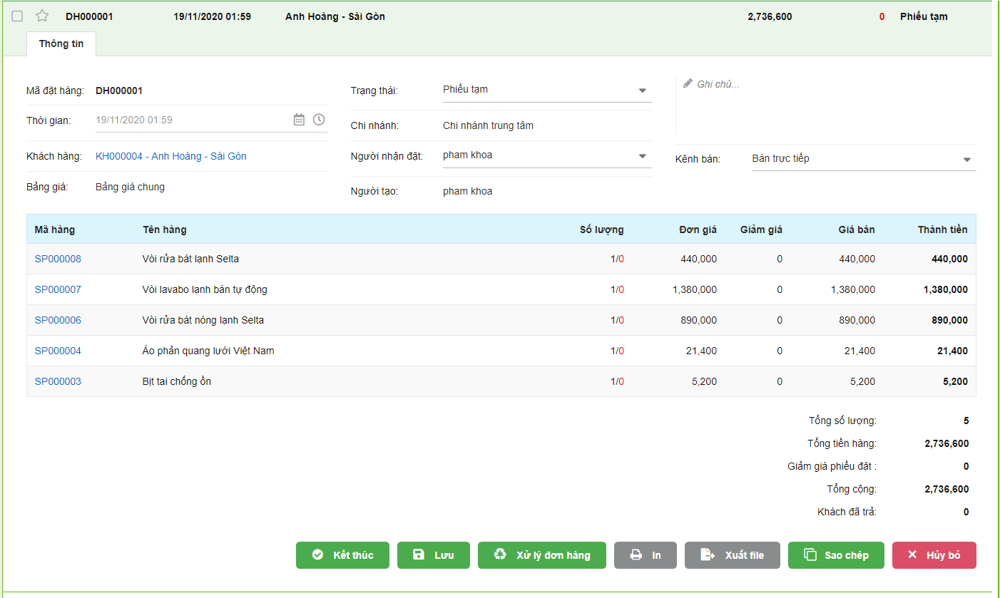 DH000001 19/11/2020 01:59 Anh Hoàng - Sài Gòn 2,736,600 0 Phiếu tạm
Thông tin
Mã đặt hàng: DH000001
Thời gian: 19/11/2020 01:59
Khách hàng: KH000004 - Anh Hoàng - Sài Gòn
Bảng giá: Bảng giá chung
Trạng thái: Phiếu tạm
Chi nhánh: Chi nhánh trung tâm
Người nhận đặt: pham khoa
Người tạo: pham khoa
Ghi chú...
Kênh bán: Bán trực tiếp
Mã hàng Tên hàng Số lượng Đơn giá Giảm giá Giá bán Thành tiền
SP000008 Vòi rửa bát lạnh Selta 1/0 440,000 0 440,000 440,000
SP000007 Vòi lavabo lạnh bán tự động 1/0 1,380,000 0 1,380,000 1,380,000
SP000006 Vòi rửa bát nóng lạnh Selta 1/0 890,000 0 890,000 890,000
SP000004 Áo phản quang lưới Việt Nam 1/0 21,400 0 21,400 21,400
SP000003 Bịt tai chống ồn 1/0 5,200 0 5,200 5,200
Tổng số lượng: 5
Tổng tiền hàng: 2,736,600
Giảm giá phiếu đặt : 0
Tổng cộng: 2,736,600
Khách đã trả: 0
Kết thúc Lưu Xử lý đơn hàng In Xuất file Sao chép Hủy bỏ